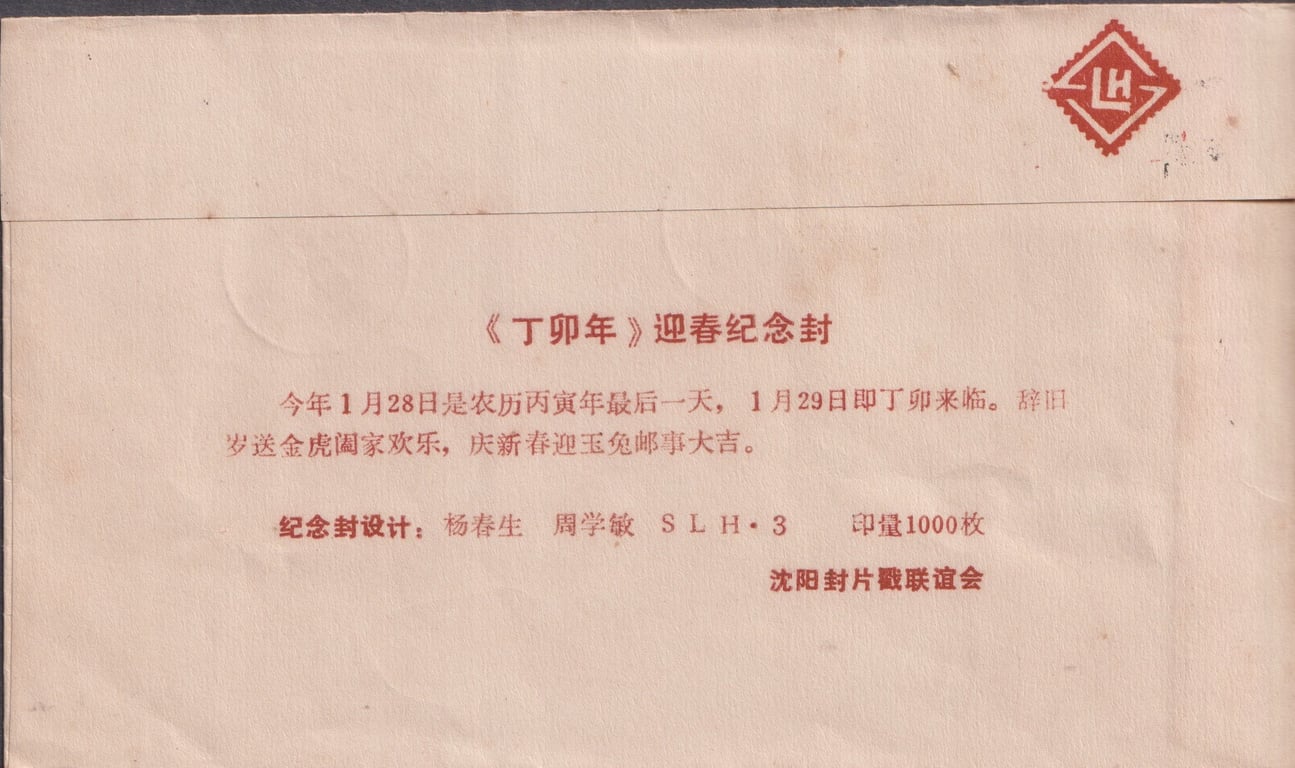 SLH
《丁卯年》迎春纪念封
今年1月28日是农历丙寅年最后一天，1月29日即丁卯来临。辞旧
岁送金虎阖家欢乐，庆新春迎玉兔邮事大吉。
纪念封设计：杨春生 周学敏 SLH·3 印量1000枚
沈阳封片戳联谊会